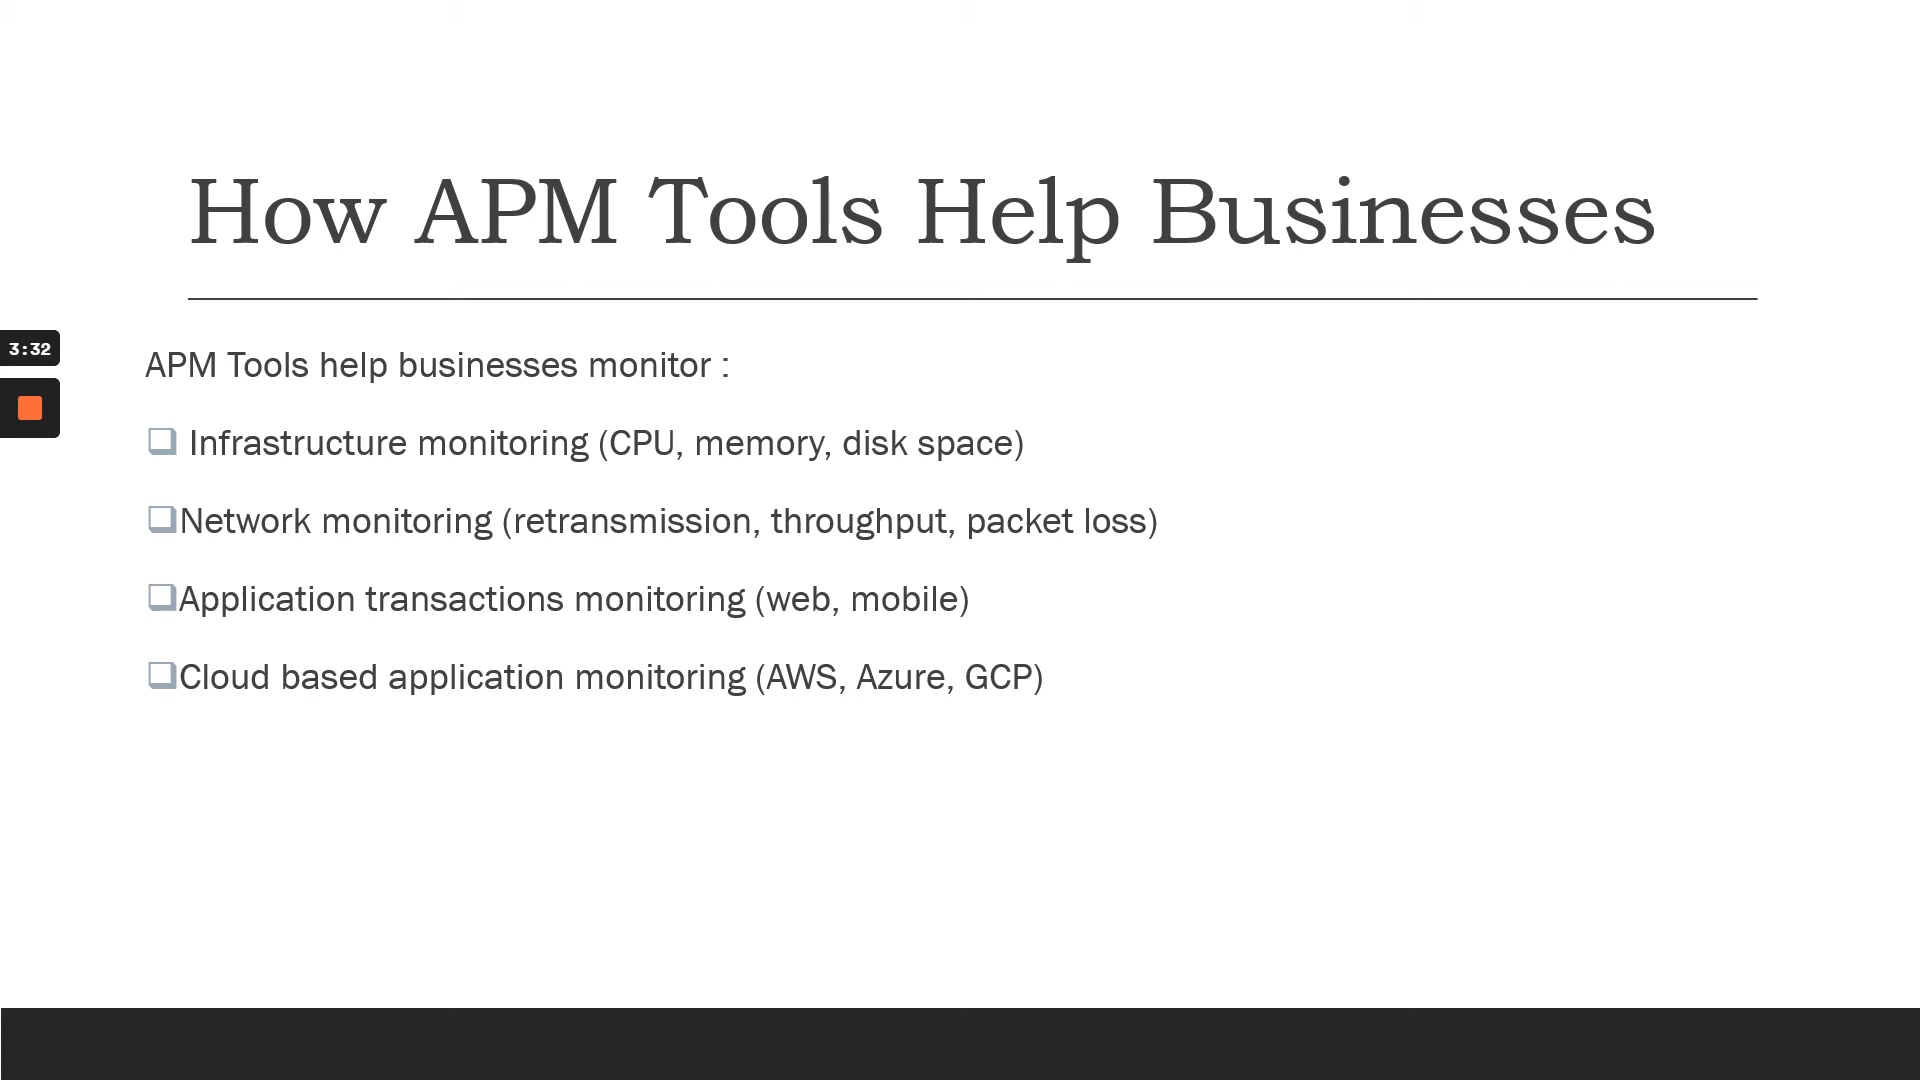 How APM Tools Help Businesses
3:32
APM Tools help businesses monitor :
Infrastructure monitoring (CPU, memory, disk space)
Network monitoring (retransmission, throughput, packet loss)
Application transactions monitoring (web, mobile)
Cloud based application monitoring (AWS, Azure, GCP)